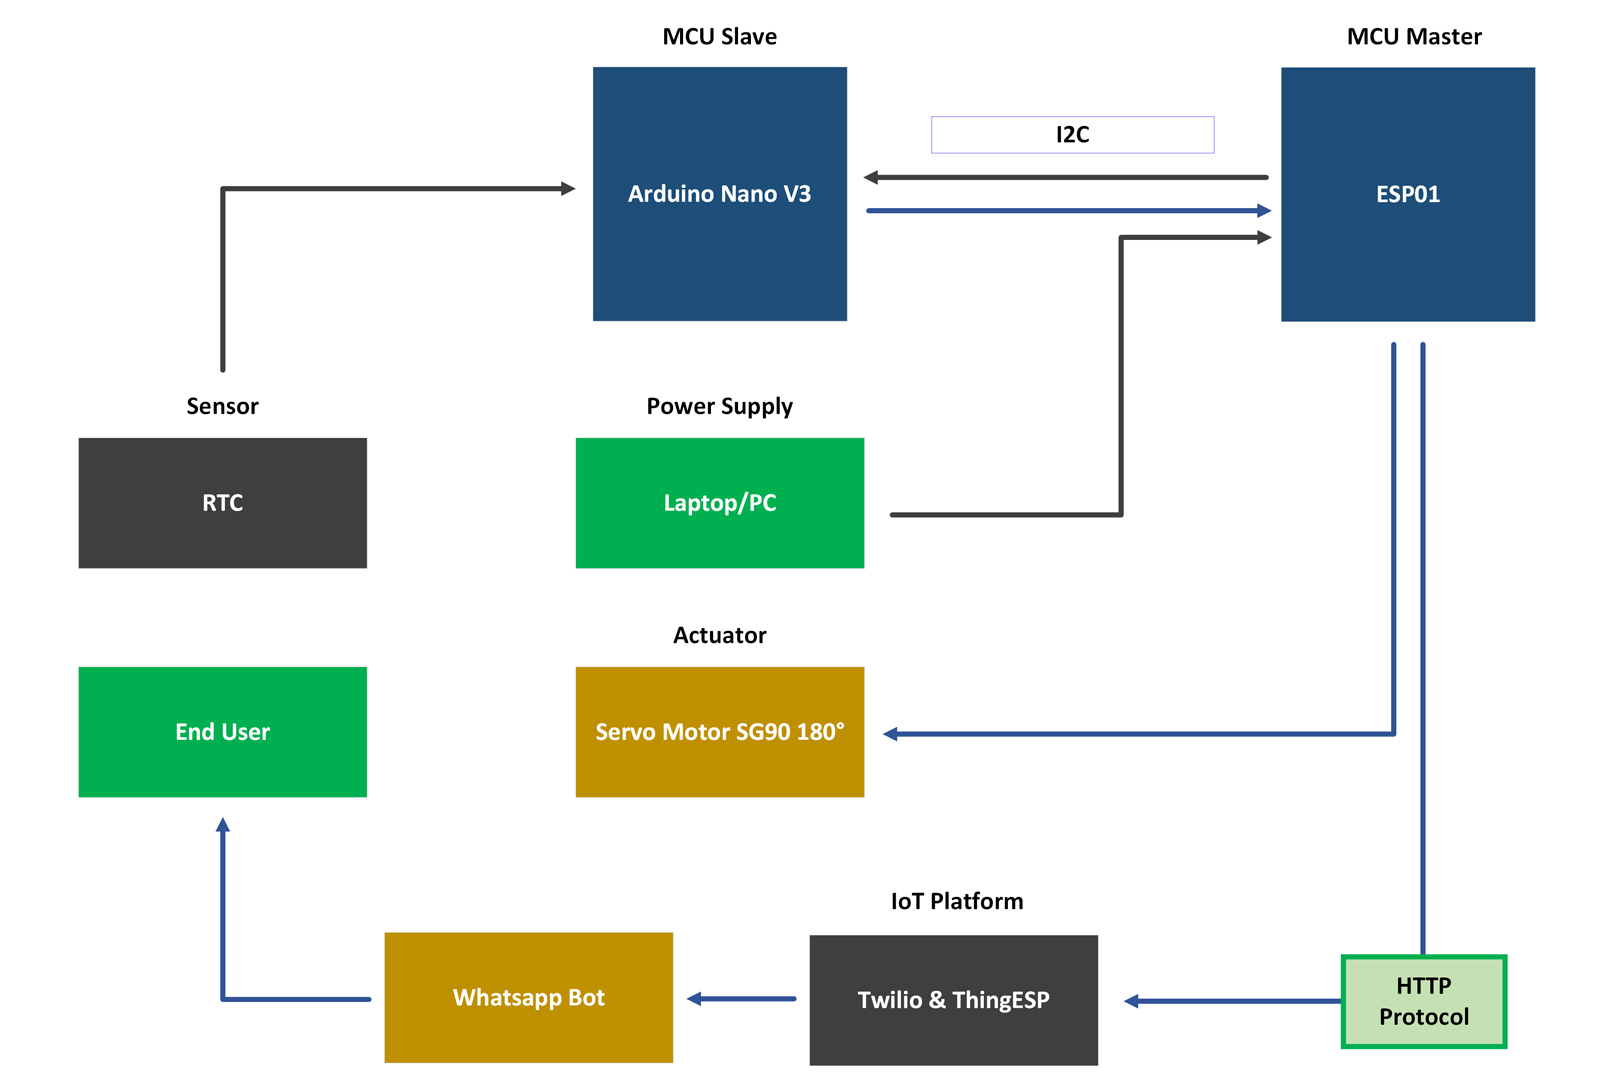 MCU Slave
MCU Master
I2C
Arduino Nano V3
ESP01
Sensor
Power Supply
RTC
Laptop/PC
Actuator
End User
Servo Motor SG90 180°
IoT Platform
Whatsapp Bot
Twilio & ThingESP
HTTP
Protocol